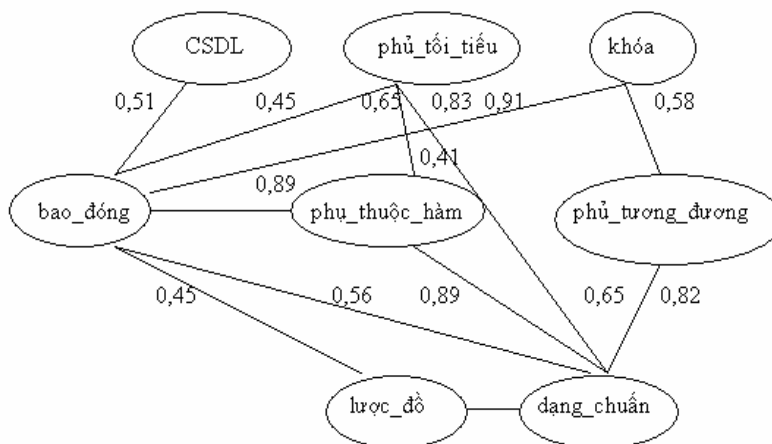 CSDL phủ_tối_tiểu khóa
0,51 0,45 0,65 0,83 0,91 0,58
0,41
0,89
bao_đóng phụ_thuộc_hàm phủ_tương_đương
0,45 0,56 0,89 0,65 0,82
lược_đồ dạng_chuẩn